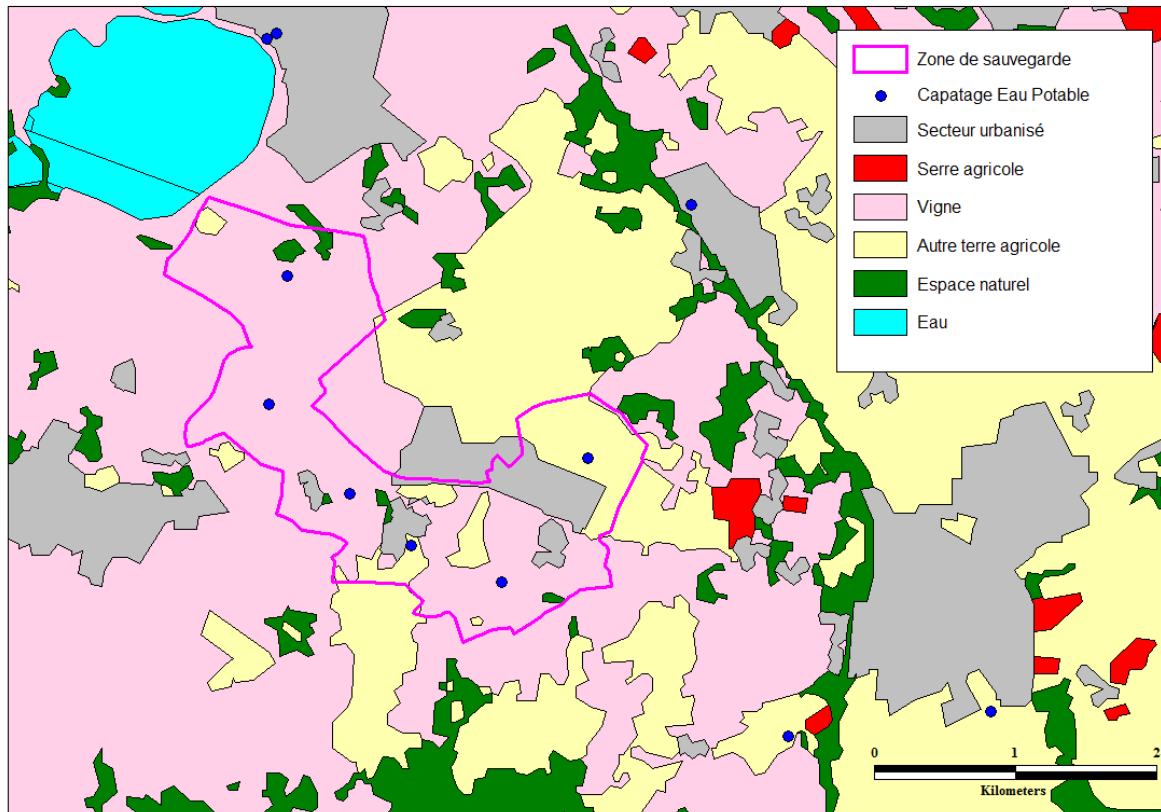 Zone de sauvegarde
Capatage Eau Potable
Secteur urbanisé
Serre agricole
Vigne
Autre terre agricole
Espace naturel
Eau
0 1 2
Kilometers